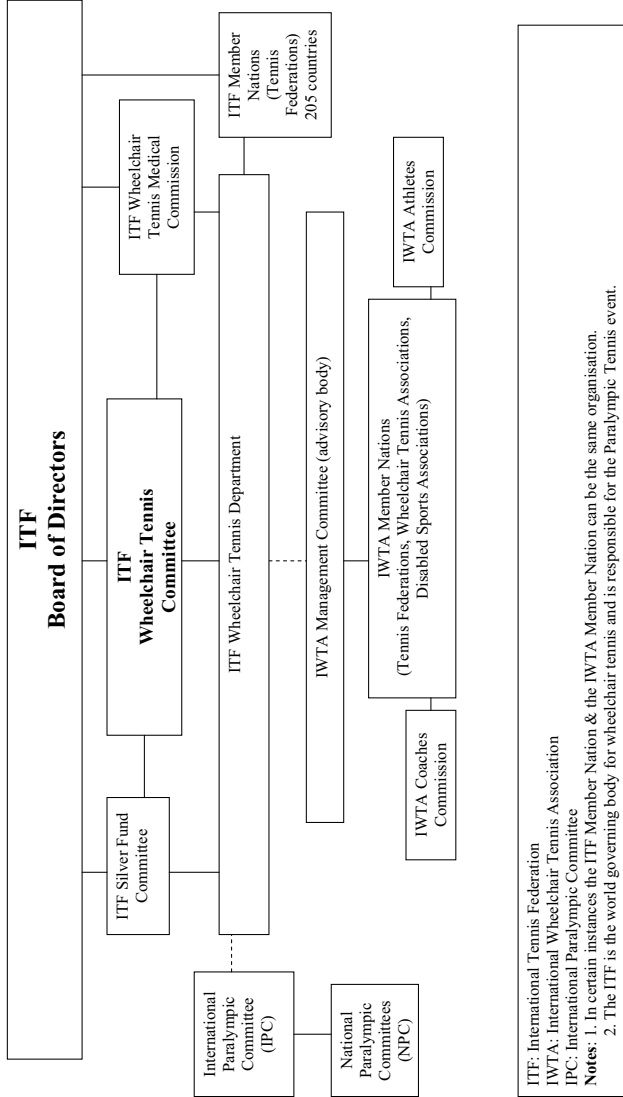 ITF
Board of Directors
ITF Silver Fund
Committee
ITF
Wheelchair Tennis
Committee
ITF Wheelchair
Tennis Medical
Commission
International
Paralympic
Committee
(IPC)
ITF Wheelchair Tennis Department
ITF Member
Nations
(Tennis
Federations)
205 countries
National
Paralympic
Committees
(NPC)
IWTA Management Committee (advisory body)
IWTA Coaches
Commission
IWTA Member Nations
(Tennis Federations, Wheelchair Tennis Associations,
Disabled Sports Associations)
IWTA Athletes
Commission
ITF: International Tennis Federation
IWTA: International Wheelchair Tennis Association
IPC: International Paralympic Committee
Notes: 1. In certain instances the ITF Member Nation & the IWTA Member Nation can be the same organisation.
2. The ITF is the world governing body for wheelchair tennis and is responsible for the Paralympic Tennis event.